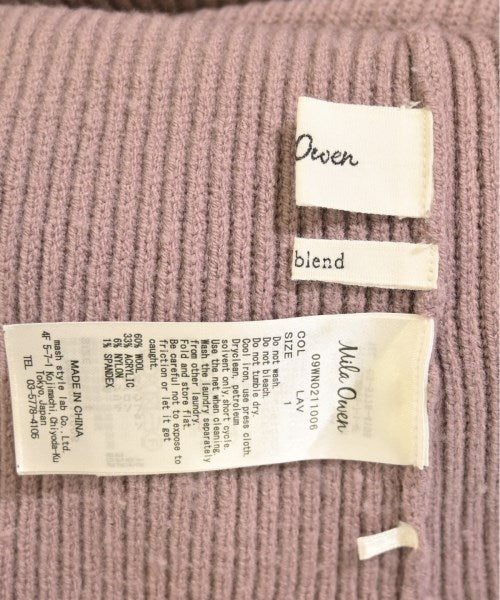 Owen
blend
Mila Owen
09WNO211006
COL LAV
SIZE 1
Do not wash.
Do not bleach.
Do not tumble dry.
Cool iron, use press cloth.
Dryclean, petroleum
solvent only short cycle.
Use the net when cleaning.
Wash the laundry separately
from other laundry.
Fold and store flat.
Be careful not to expose to
friction or let it get
caught.
60% WOOL
33% ACRYLIC
6% NYLON
1% SPANDEX
MADE IN CHINA
mash style lab Co., Ltd.
4F 5-7-1 Kojimachi, Chiyoda-Ku
Tokyo, Japan
TEL 03-6778-4106